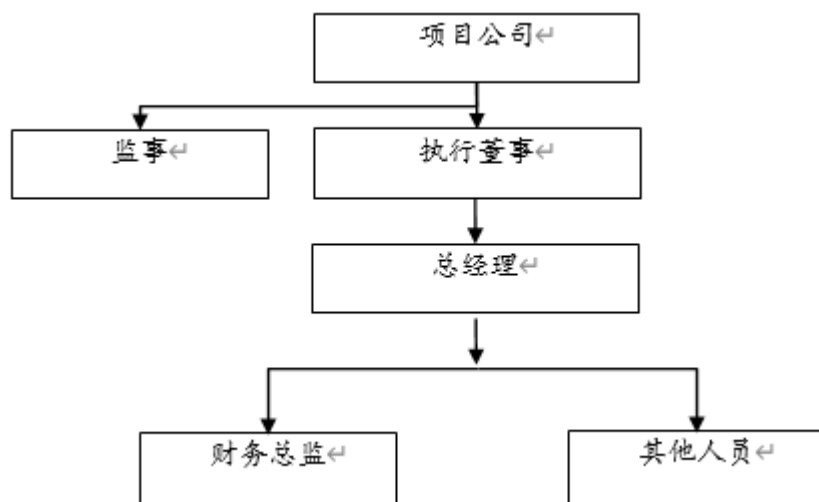 项目公司
监事
执行董事
总经理
财务总监
其他人员